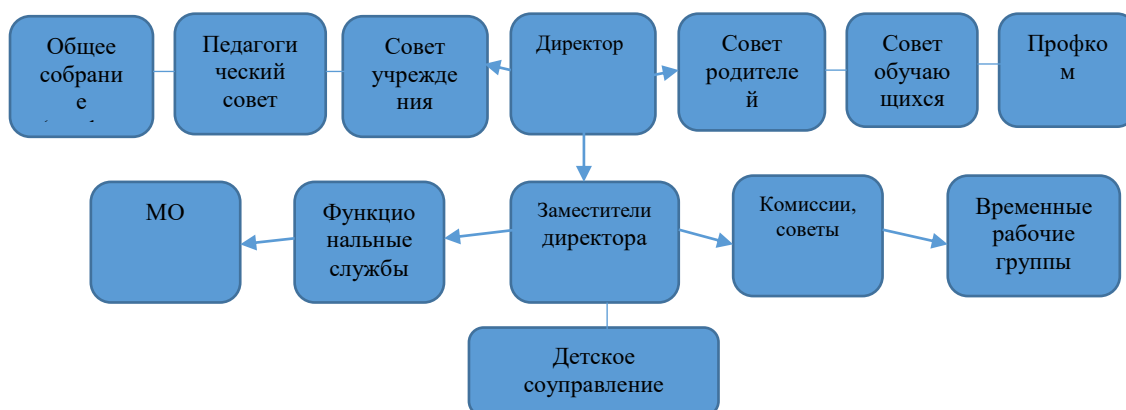 Общее
собрани
е
Педагоги
ческий
совет
Совет
учрежде
ния
Директор
Совет
родителе
й
Совет
обучаю
щихся
Профко
м
МО
Функцио
нальные
службы
Заместители
директора
Комиссии,
советы
Временные
рабочие
группы
Детское
соуправление